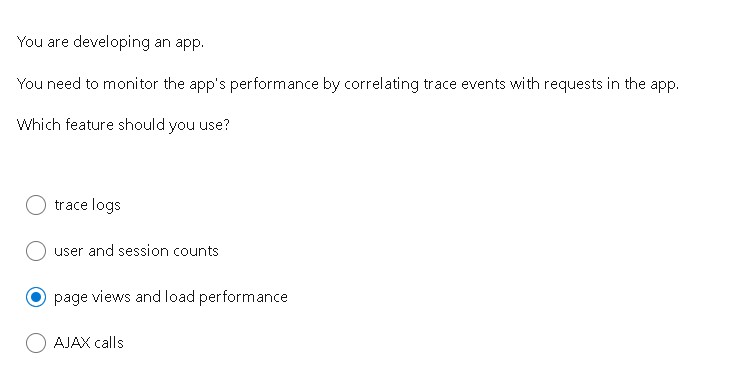 You are developing an app.
You need to monitor the app's performance by correlating trace events with requests in the app.
Which feature should you use?
trace logs
user and session counts
page views and load performance
AJAX calls